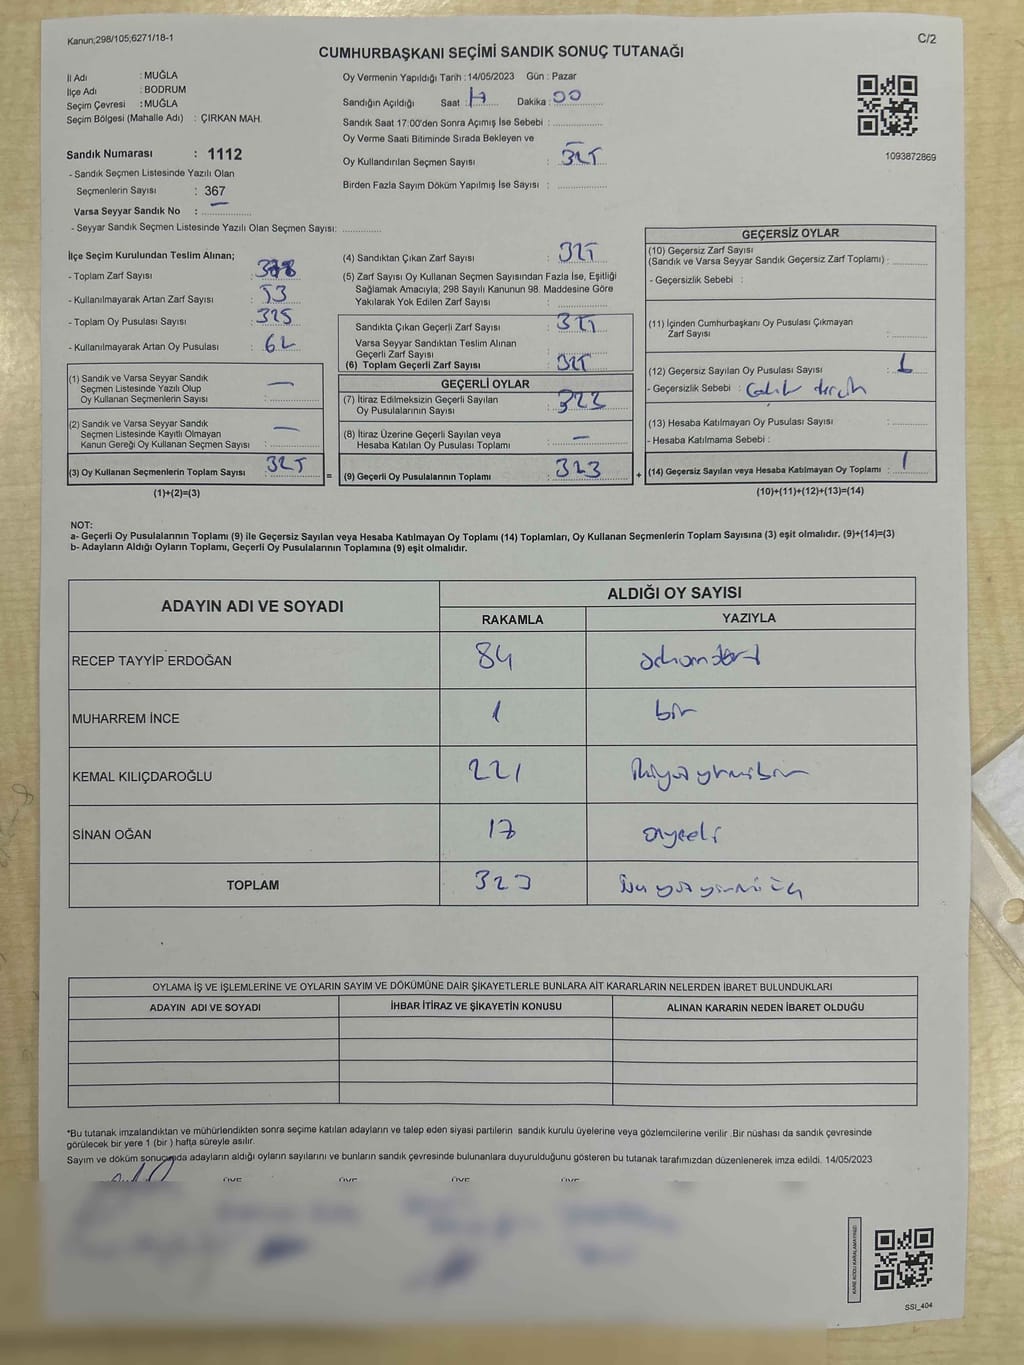 Kanun;298/105;6271/18-1
C/2
CUMHURBAŞKANI SEÇİMİ SANDIK SONUÇ TUTANAĞI
İl Adı : MUĞLA
İlçe Adı : BODRUM
Seçim Çevresi : MUĞLA
Seçim Bölgesi (Mahalle Adı) : ÇIRKAN MAH.
Sandık Numarası : 1112
- Sandık Seçmen Listesinde Yazılı Olan
Seçmenlerin Sayısı : 367
Varsa Seyyar Sandık No :
- Seyyar Sandık Seçmen Listesinde Yazılı Olan Seçmen Sayısı:
Oy Vermenin Yapıldığı Tarih : 14/05/2023 Gün : Pazar
Sandığın Açıldığı Saat : 17 Dakika : 00
Sandık Saat 17:00'den Sonra Açımış İse Sebebi :
Oy Verme Saati Bitiminde Sırada Bekleyen ve
Oy Kullandırılan Seçmen Sayısı : 325
Birden Fazla Sayım Döküm Yapılmış İse Sayısı :
1093872869
İlçe Seçim Kurulundan Teslim Alınan;
- Toplam Zarf Sayısı :
- Kullanılmayarak Artan Zarf Sayısı : 53
- Toplam Oy Pusulası Sayısı : 325
- Kullanılmayarak Artan Oy Pusulası : 62
(1) Sandık ve Varsa Seyyar Sandık
Seçmen Listesinde Yazılı Olup
Oy Kullanan Seçmenlerin Sayısı : —
(2) Sandık ve Varsa Seyyar Sandık
Seçmen Listesinde Kayıtlı Olmayan
Kanun Gereği Oy Kullanan Seçmen Sayısı : —
(3) Oy Kullanan Seçmenlerin Toplam Sayısı : 325
(1)+(2)=(3)
(4) Sandıktan Çıkan Zarf Sayısı : 325
(5) Zarf Sayısı Oy Kullanan Seçmen Sayısından Fazla İse, Eşitliği
Sağlamak Amacıyla; 298 Sayılı Kanunun 98. Maddesine Göre
Yakılarak Yok Edilen Zarf Sayısı :
Sandıkta Çıkan Geçerli Zarf Sayısı : 325
Varsa Seyyar Sandıktan Teslim Alınan
Geçerli Zarf Sayısı :
(6) Toplam Geçerli Zarf Sayısı : 325
GEÇERLİ OYLAR
(7) İtiraz Edilmeksizin Geçerli Sayılan
Oy Pusulalarının Sayısı : 322
(8) İtiraz Üzerine Geçerli Sayılan veya
Hesaba Katılan Oy Pusulası Toplamı : —
= (9) Geçerli Oy Pusulalarının Toplamı : 323 +
GEÇERSİZ OYLAR
(10) Geçersiz Zarf Sayısı
(Sandık ve Varsa Seyyar Sandık Geçersiz Zarf Toplamı) :
- Geçersizlik Sebebi :
(11) İçinden Cumhurbaşkanı Oy Pusulası Çıkmayan
Zarf Sayısı :
(12) Geçersiz Sayılan Oy Pusulası Sayısı : 1
- Geçersizlik Sebebi :
(13) Hesaba Katılmayan Oy Pusulası Sayısı :
- Hesaba Katılmama Sebebi :
(14) Geçersiz Sayılan veya Hesaba Katılmayan Oy Toplamı : 1
(10)+(11)+(12)+(13)=(14)
NOT:
a- Geçerli Oy Pusulalarının Toplamı (9) ile Geçersiz Sayılan veya Hesaba Katılmayan Oy Toplamı (14) Toplamları, Oy Kullanan Seçmenlerin Toplam Sayısına (3) eşit olmalıdır. (9)+(14)=(3)
b- Adayların Aldığı Oyların Toplamı, Geçerli Oy Pusulalarının Toplamına (9) eşit olmalıdır.
ADAYIN ADI VE SOYADI ALDIĞI OY SAYISI
RAKAMLA YAZIYLA
RECEP TAYYİP ERDOĞAN 84 seksendört
MUHARREM İNCE 1 bir
KEMAL KILIÇDAROĞLU 221 ikiyüzyirmibir
SİNAN OĞAN 17 onyedi
TOPLAM 323 üçyüzyirmiüç
OYLAMA İŞ VE İŞLEMLERİNE VE OYLARIN SAYIM VE DÖKÜMÜNE DAİR ŞİKAYETLERLE BUNLARA AİT KARARLARIN NELERDEN İBARET BULUNDUKLARI
ADAYIN ADI VE SOYADI İHBAR İTİRAZ VE ŞİKAYETİN KONUSU ALINAN KARARIN NEDEN İBARET OLDUĞU
*Bu tutanak imzalandıktan ve mühürlendikten sonra seçime katılan adayların ve talep eden siyasi partilerin sandık kurulu üyelerine veya gözlemcilerine verilir .Bir nüshası da sandık çevresinde
görülecek bir yere 1 (bir ) hafta süreyle asılır.
Sayım ve döküm sonuçunda adayların aldığı oyların sayılarını ve bunların sandık çevresinde bulunanlara duyurulduğunu gösteren bu tutanak tarafımızdan düzenlenerek imza edildi. 14/05/2023
ÜYE ÜYE ÜYE ÜYE
KARE KODU KARALAMAYINIZ!
SSI_404